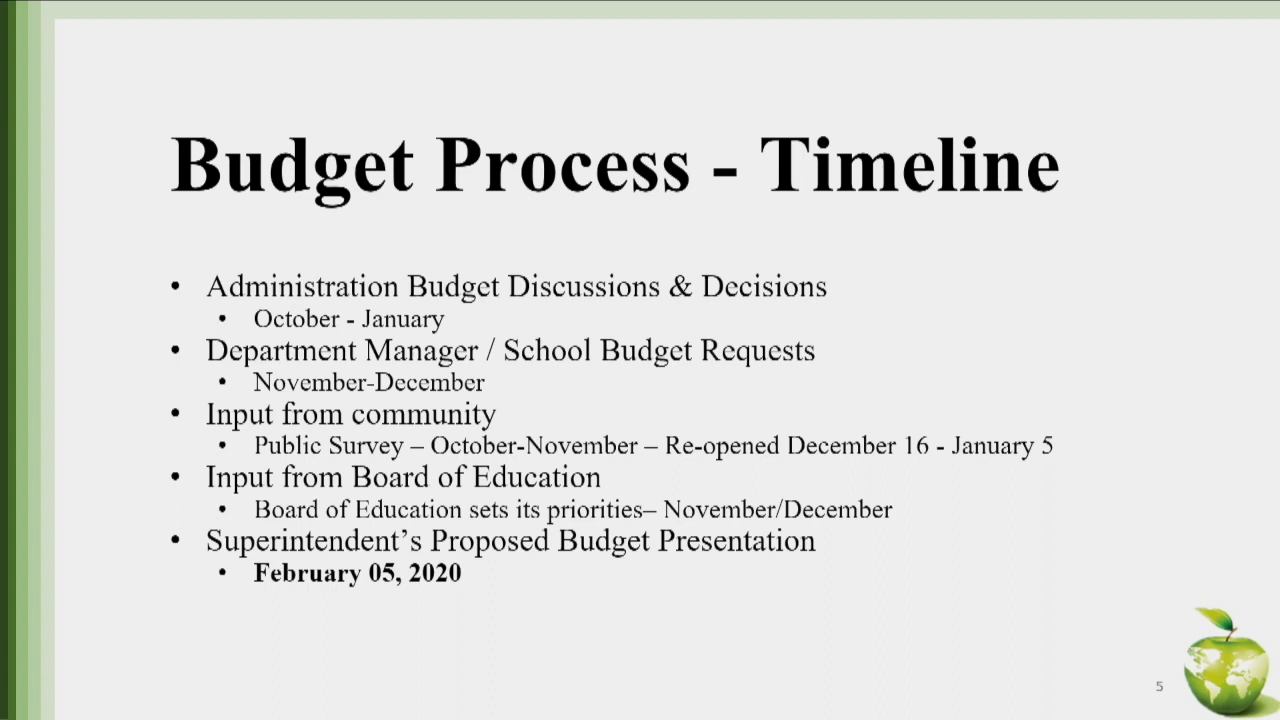 Budget Process - Timeline
• Administration Budget Discussions & Decisions
• October - January
• Department Manager / School Budget Requests
• November-December
• Input from community
• Public Survey – October-November – Re-opened December 16 - January 5
• Input from Board of Education
• Board of Education sets its priorities– November/December
• Superintendent’s Proposed Budget Presentation
• February 05, 2020
5